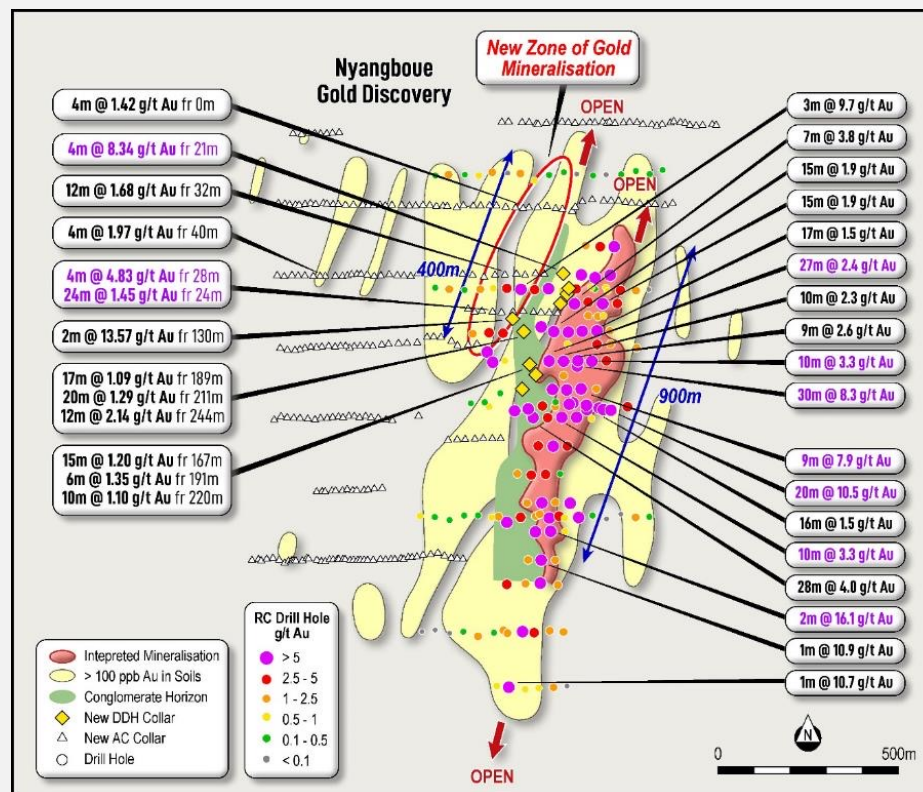 Nyangboue
Gold Discovery
New Zone of Gold
Mineralisation
OPEN
OPEN
4m @ 1.42 g/t Au fr 0m
4m @ 8.34 g/t Au fr 21m
12m @ 1.68 g/t Au fr 32m
4m @ 1.97 g/t Au fr 40m
4m @ 4.83 g/t Au fr 28m
24m @ 1.45 g/t Au fr 24m
2m @ 13.57 g/t Au fr 130m
17m @ 1.09 g/t Au fr 189m
20m @ 1.29 g/t Au fr 211m
12m @ 2.14 g/t Au fr 244m
15m @ 1.20 g/t Au fr 167m
6m @ 1.35 g/t Au fr 191m
10m @ 1.10 g/t Au fr 220m
400m
900m
3m @ 9.7 g/t Au
7m @ 3.8 g/t Au
15m @ 1.9 g/t Au
15m @ 1.9 g/t Au
17m @ 1.5 g/t Au
27m @ 2.4 g/t Au
10m @ 2.3 g/t Au
9m @ 2.6 g/t Au
10m @ 3.3 g/t Au
30m @ 8.3 g/t Au
9m @ 7.9 g/t Au
20m @ 10.5 g/t Au
16m @ 1.5 g/t Au
10m @ 3.3 g/t Au
28m @ 4.0 g/t Au
2m @ 16.1 g/t Au
1m @ 10.9 g/t Au
1m @ 10.7 g/t Au
Intepreted Mineralisation
> 100 ppb Au in Soils
Conglomerate Horizon
New DDH Collar
New AC Collar
Drill Hole
RC Drill Hole
g/t Au
> 5
2.5 - 5
1 - 2.5
0.5 - 1
0.1 - 0.5
< 0.1
OPEN
N
0 500m